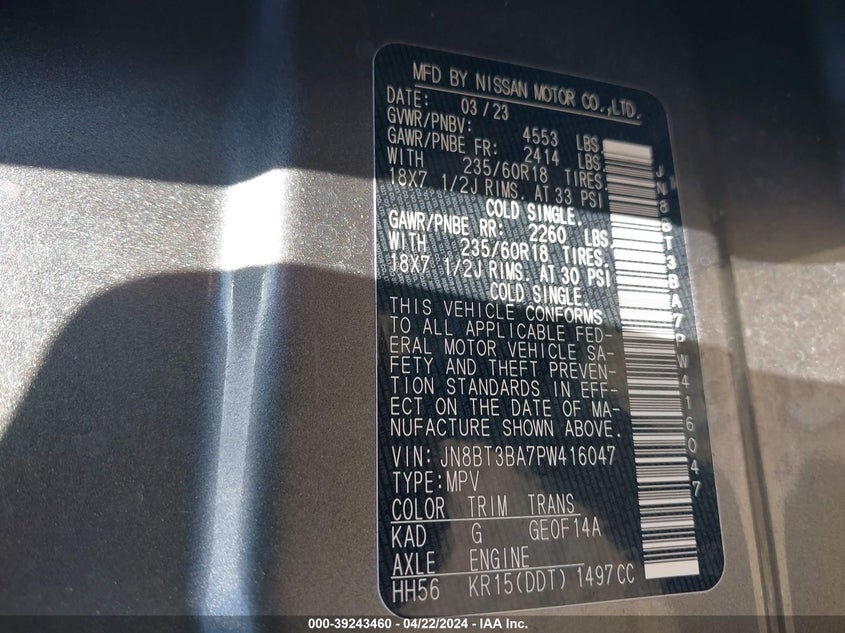 MFD BY NISSAN MOTOR CO.,LTD.
DATE: 03/23
GVWR/PNBV: 4553 LBS
GAWR/PNBE FR: 2414 LBS.
WITH 235/60R18 TIRES.
18X7 1/2J RIMS. AT 33 PSI
COLD SINGLE.
GAWR/PNBE RR: 2260 LBS.
WITH 235/60R18 TIRES.
18X7 1/2J RIMS. AT 30 PSI
COLD SINGLE.
THIS VEHICLE CONFORMS
TO ALL APPLICABLE FED-
ERAL MOTOR VEHICLE SA-
FETY AND THEFT PREVEN-
TION STANDARDS IN EFF-
ECT ON THE DATE OF MA-
NUFACTURE SHOWN ABOVE.
VIN: JN8BT3BA7PW416047
TYPE:MPV
COLOR TRIM TRANS
KAD G GE0F14A
AXLE ENGINE
HH56 KR15(DDT) 1497CC
JN8BT3BA7PW416047
000-39243460 - 04/22/2024 - IAA Inc.